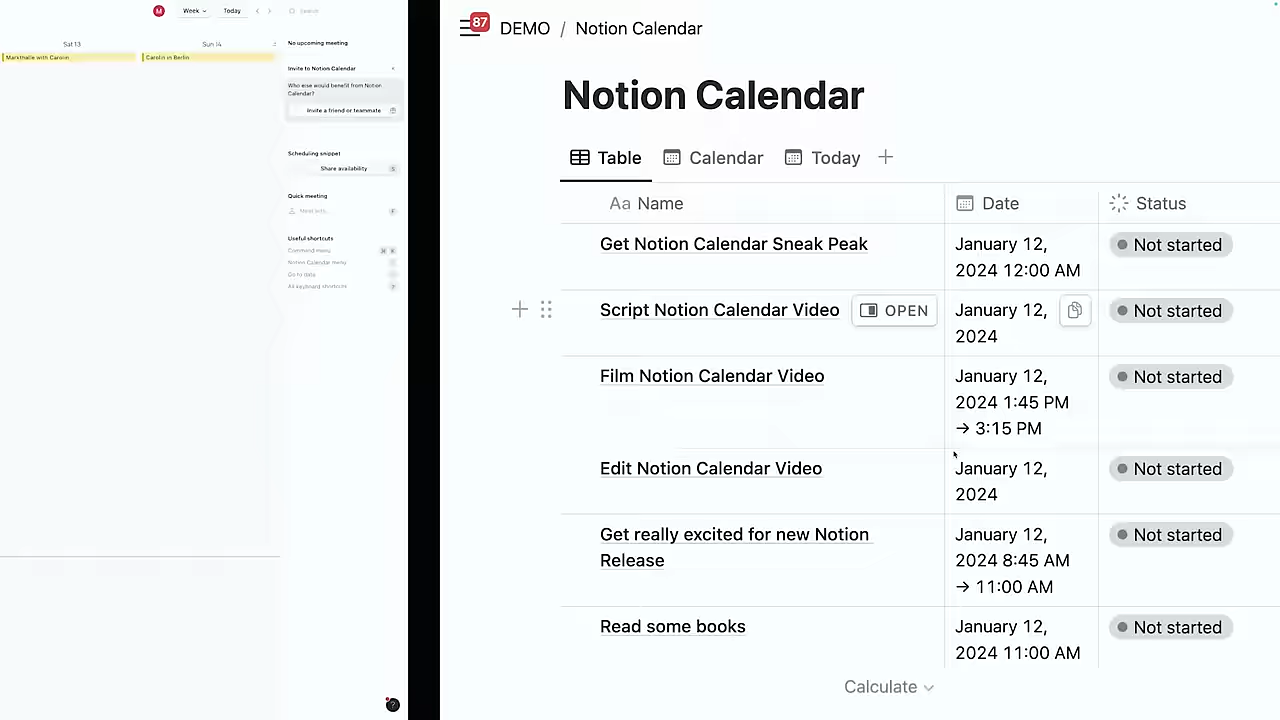 M
Week
Today
Search
Sat 13
Sun 14
Markthalle with Carolin
Carolin in Berlin
No upcoming meeting
Invite to Notion Calendar
Who else would benefit from Notion
Calendar?
Invite a friend or teammate
Scheduling snippet
Share availability
S
Quick meeting
Meet with...
F
Useful shortcuts
Command menu
⌘ K
Notion Calendar menu
Go to date
All keyboard shortcuts
?
?
87
DEMO / Notion Calendar
Notion Calendar
Table
Calendar
Today
Aa Name
Date
Status
Get Notion Calendar Sneak Peak
January 12,
2024 12:00 AM
Not started
Script Notion Calendar Video
OPEN
January 12,
2024
Not started
Film Notion Calendar Video
January 12,
2024 1:45 PM
→ 3:15 PM
Not started
Edit Notion Calendar Video
January 12,
2024
Not started
Get really excited for new Notion
Release
January 12,
2024 8:45 AM
→ 11:00 AM
Not started
Read some books
January 12,
2024 11:00 AM
Not started
Calculate